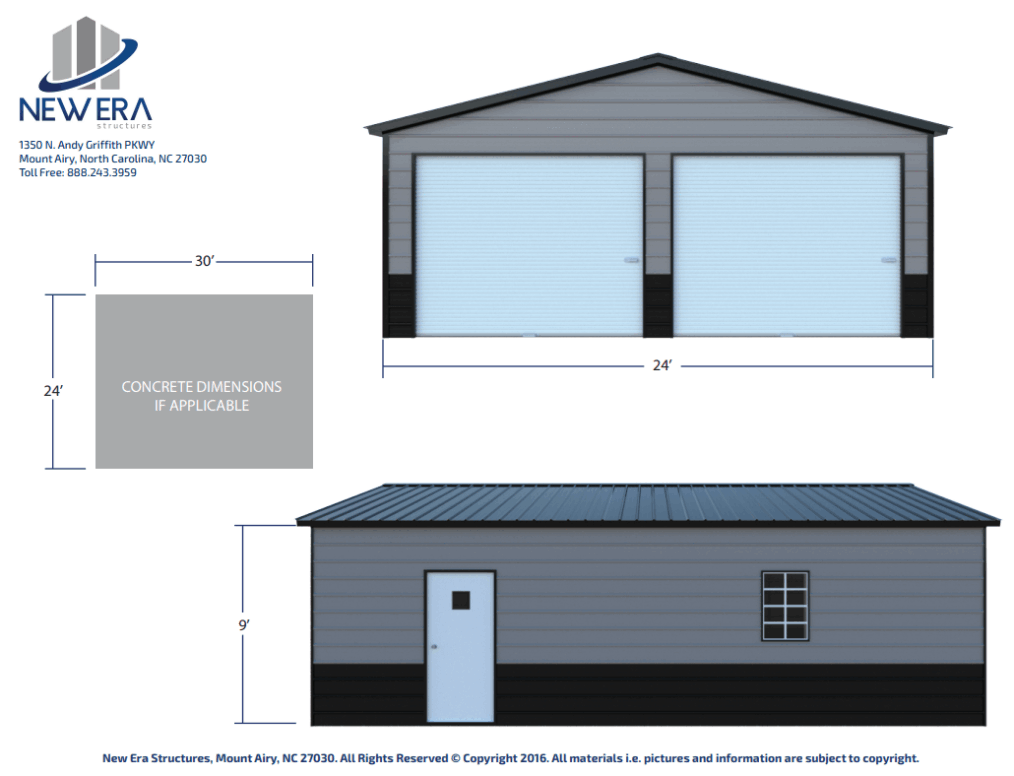 NEW ERA
structures
1350 N. Andy Griffith PKWY
Mount Airy, North Carolina, NC 27030
Toll Free: 888.243.3959
30’
24’
CONCRETE DIMENSIONS
IF APPLICABLE
24’
9’
New Era Structures, Mount Airy, NC 27030. All Rights Reserved © Copyright 2016. All materials i.e. pictures and information are subject to copyright.